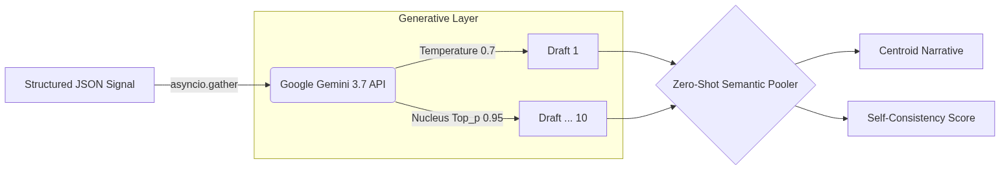 Generative Layer
Structured JSON Signal
asyncio.gather
Google Gemini 3.7 API
Temperature 0.7
Draft 1
Nucleus Top_p 0.95
Draft ... 10
Zero-Shot Semantic Pooler
Centroid Narrative
Self-Consistency Score